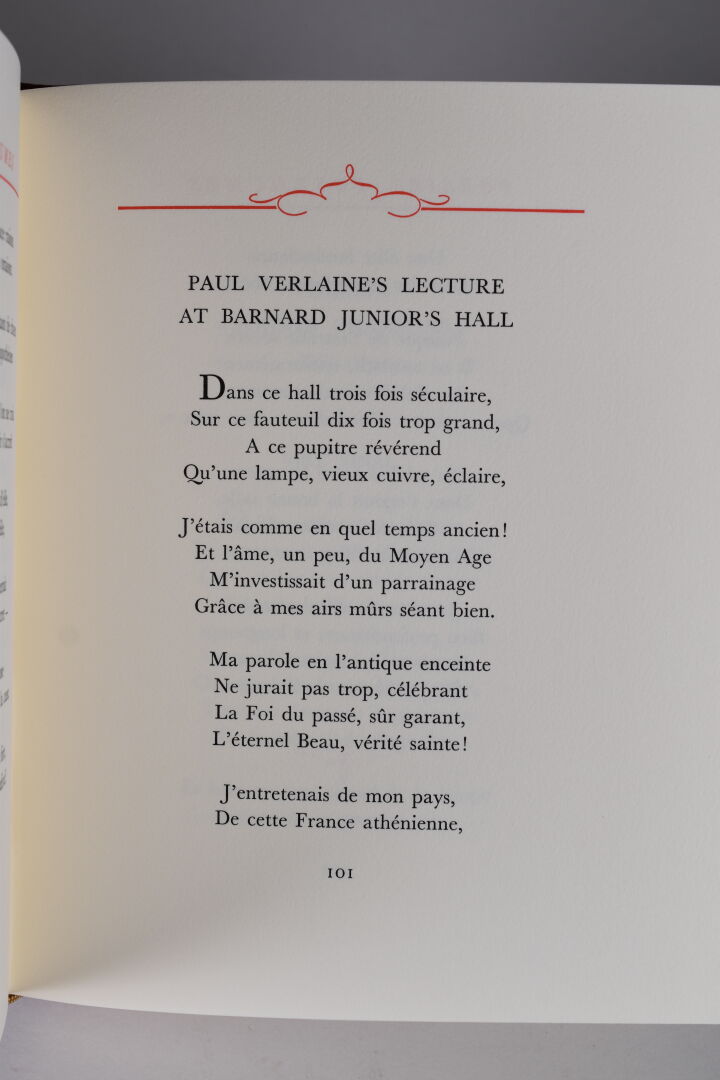 PAUL VERLAINE'S LECTURE
AT BARNARD JUNIOR'S HALL
Dans ce hall trois fois séculaire,
Sur ce fauteuil dix fois trop grand,
A ce pupitre révérend
Qu'une lampe, vieux cuivre, éclaire,
J'étais comme en quel temps ancien!
Et l'âme, un peu, du Moyen Age
M'investissait d'un parrainage
Grâce à mes airs mûrs séant bien.
Ma parole en l'antique enceinte
Ne jurait pas trop, célébrant
La Foi du passé, sûr garant,
L'éternel Beau, vérité sainte!
J'entretenais de mon pays,
De cette France athénienne,
101